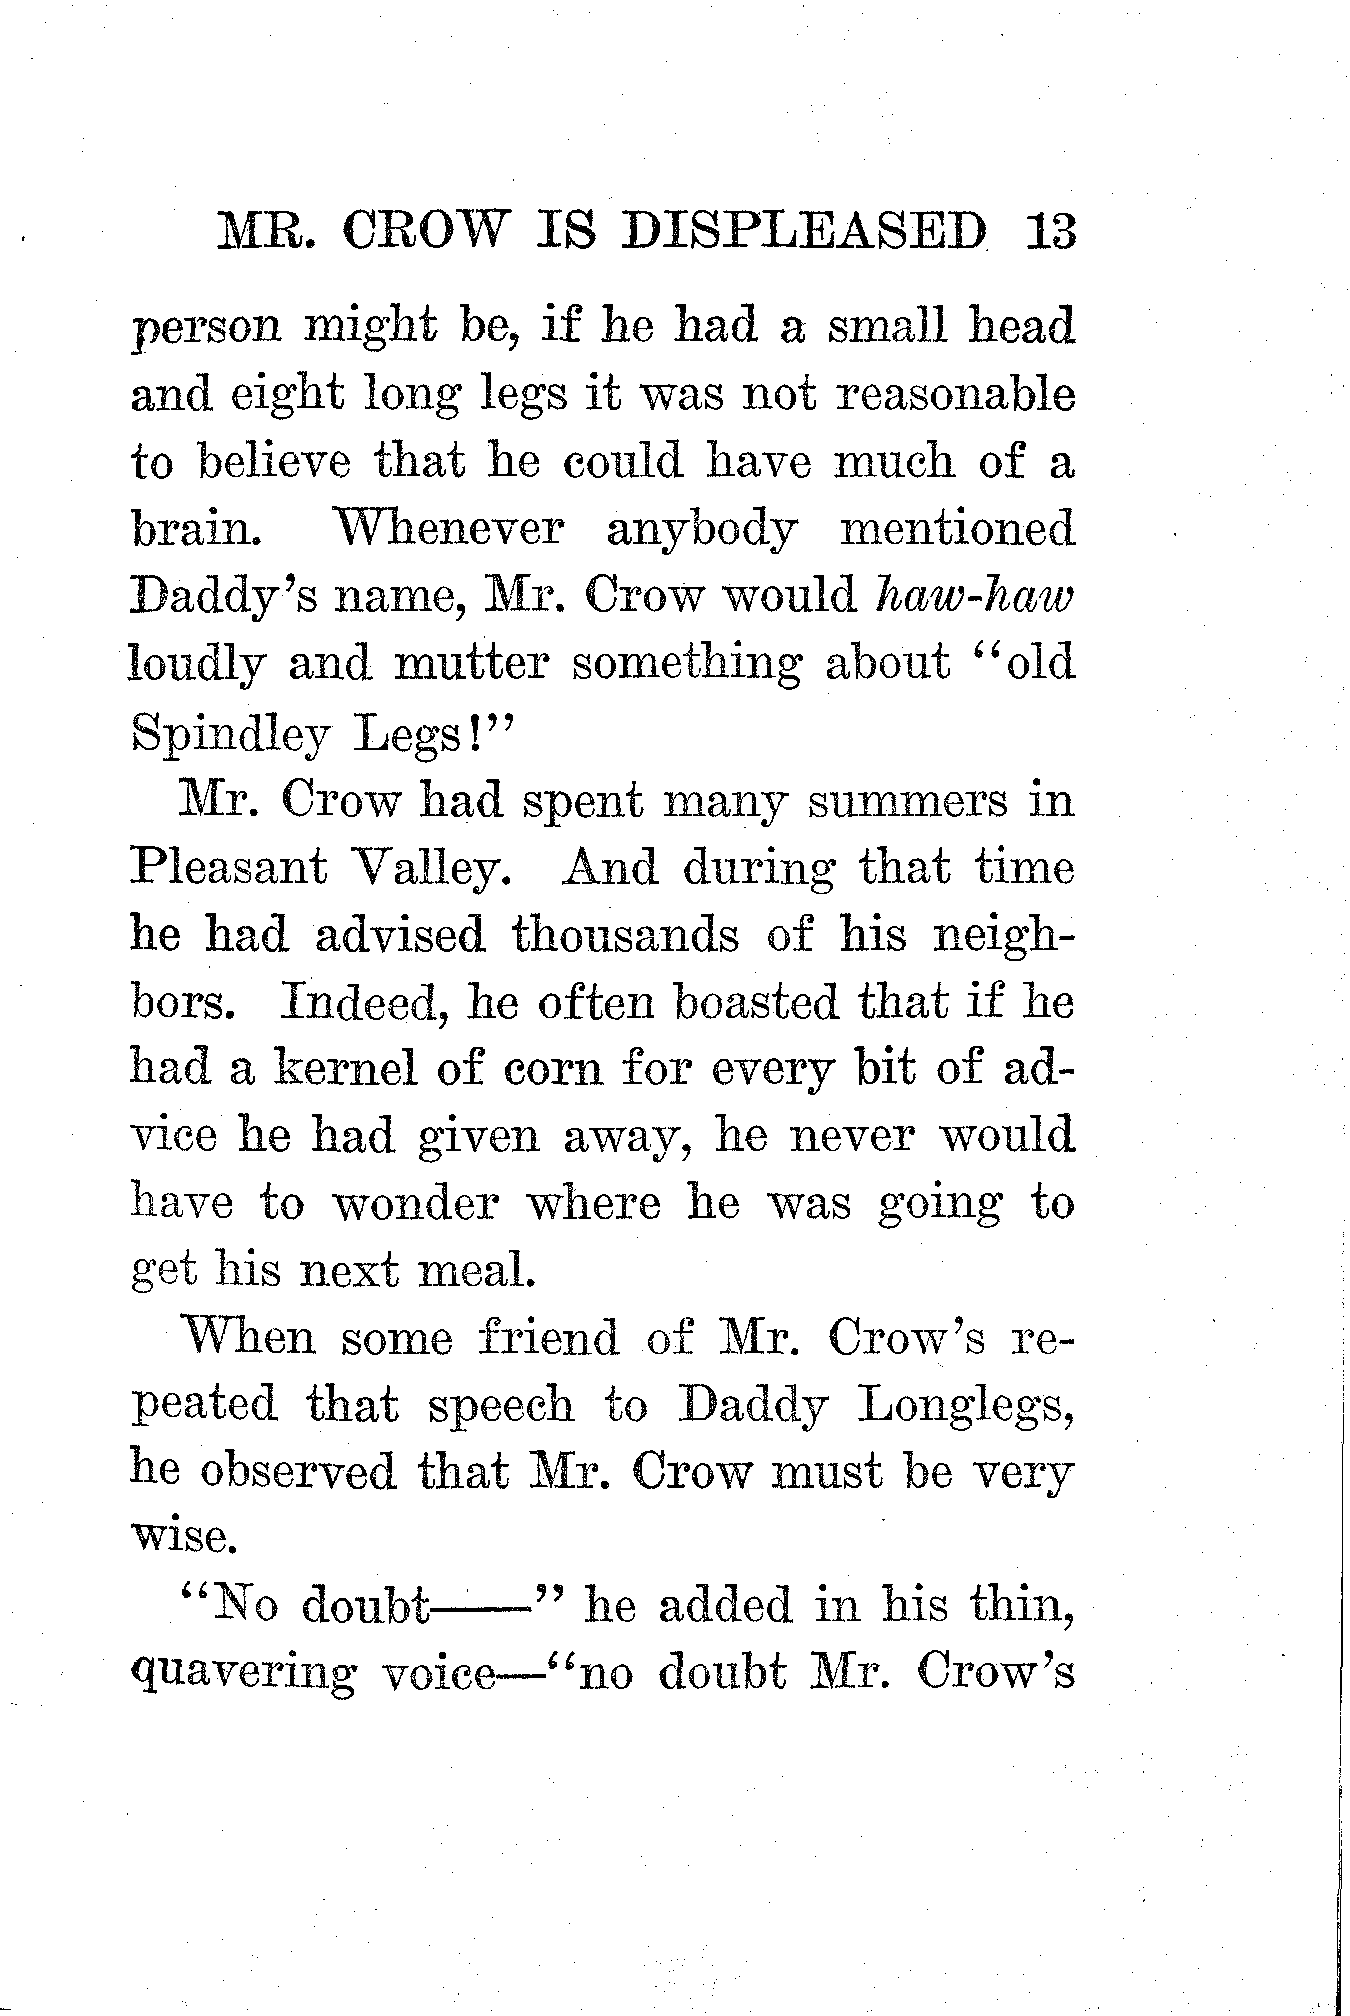 MR. CROW IS DISPLEASED 13
person might be, if he had a small head
and eight long legs it was not reasonable
to believe that he could have much of a
brain. Whenever anybody mentioned
Daddy's name, Mr. Crow would haw-haw
loudly and mutter something about "old
Spindley Legs!"
Mr. Crow had spent many summers in
Pleasant Valley. And during that time
he had advised thousands of his neigh-
bors. Indeed, he often boasted that if he
had a kernel of corn for every bit of ad-
vice he had given away, he never would
have to wonder where he was going to
get his next meal.
When some friend of Mr. Crow's re-
peated that speech to Daddy Longlegs,
he observed that Mr. Crow must be very
wise.
"No doubt——" he added in his thin,
quavering voice—"no doubt Mr. Crow's